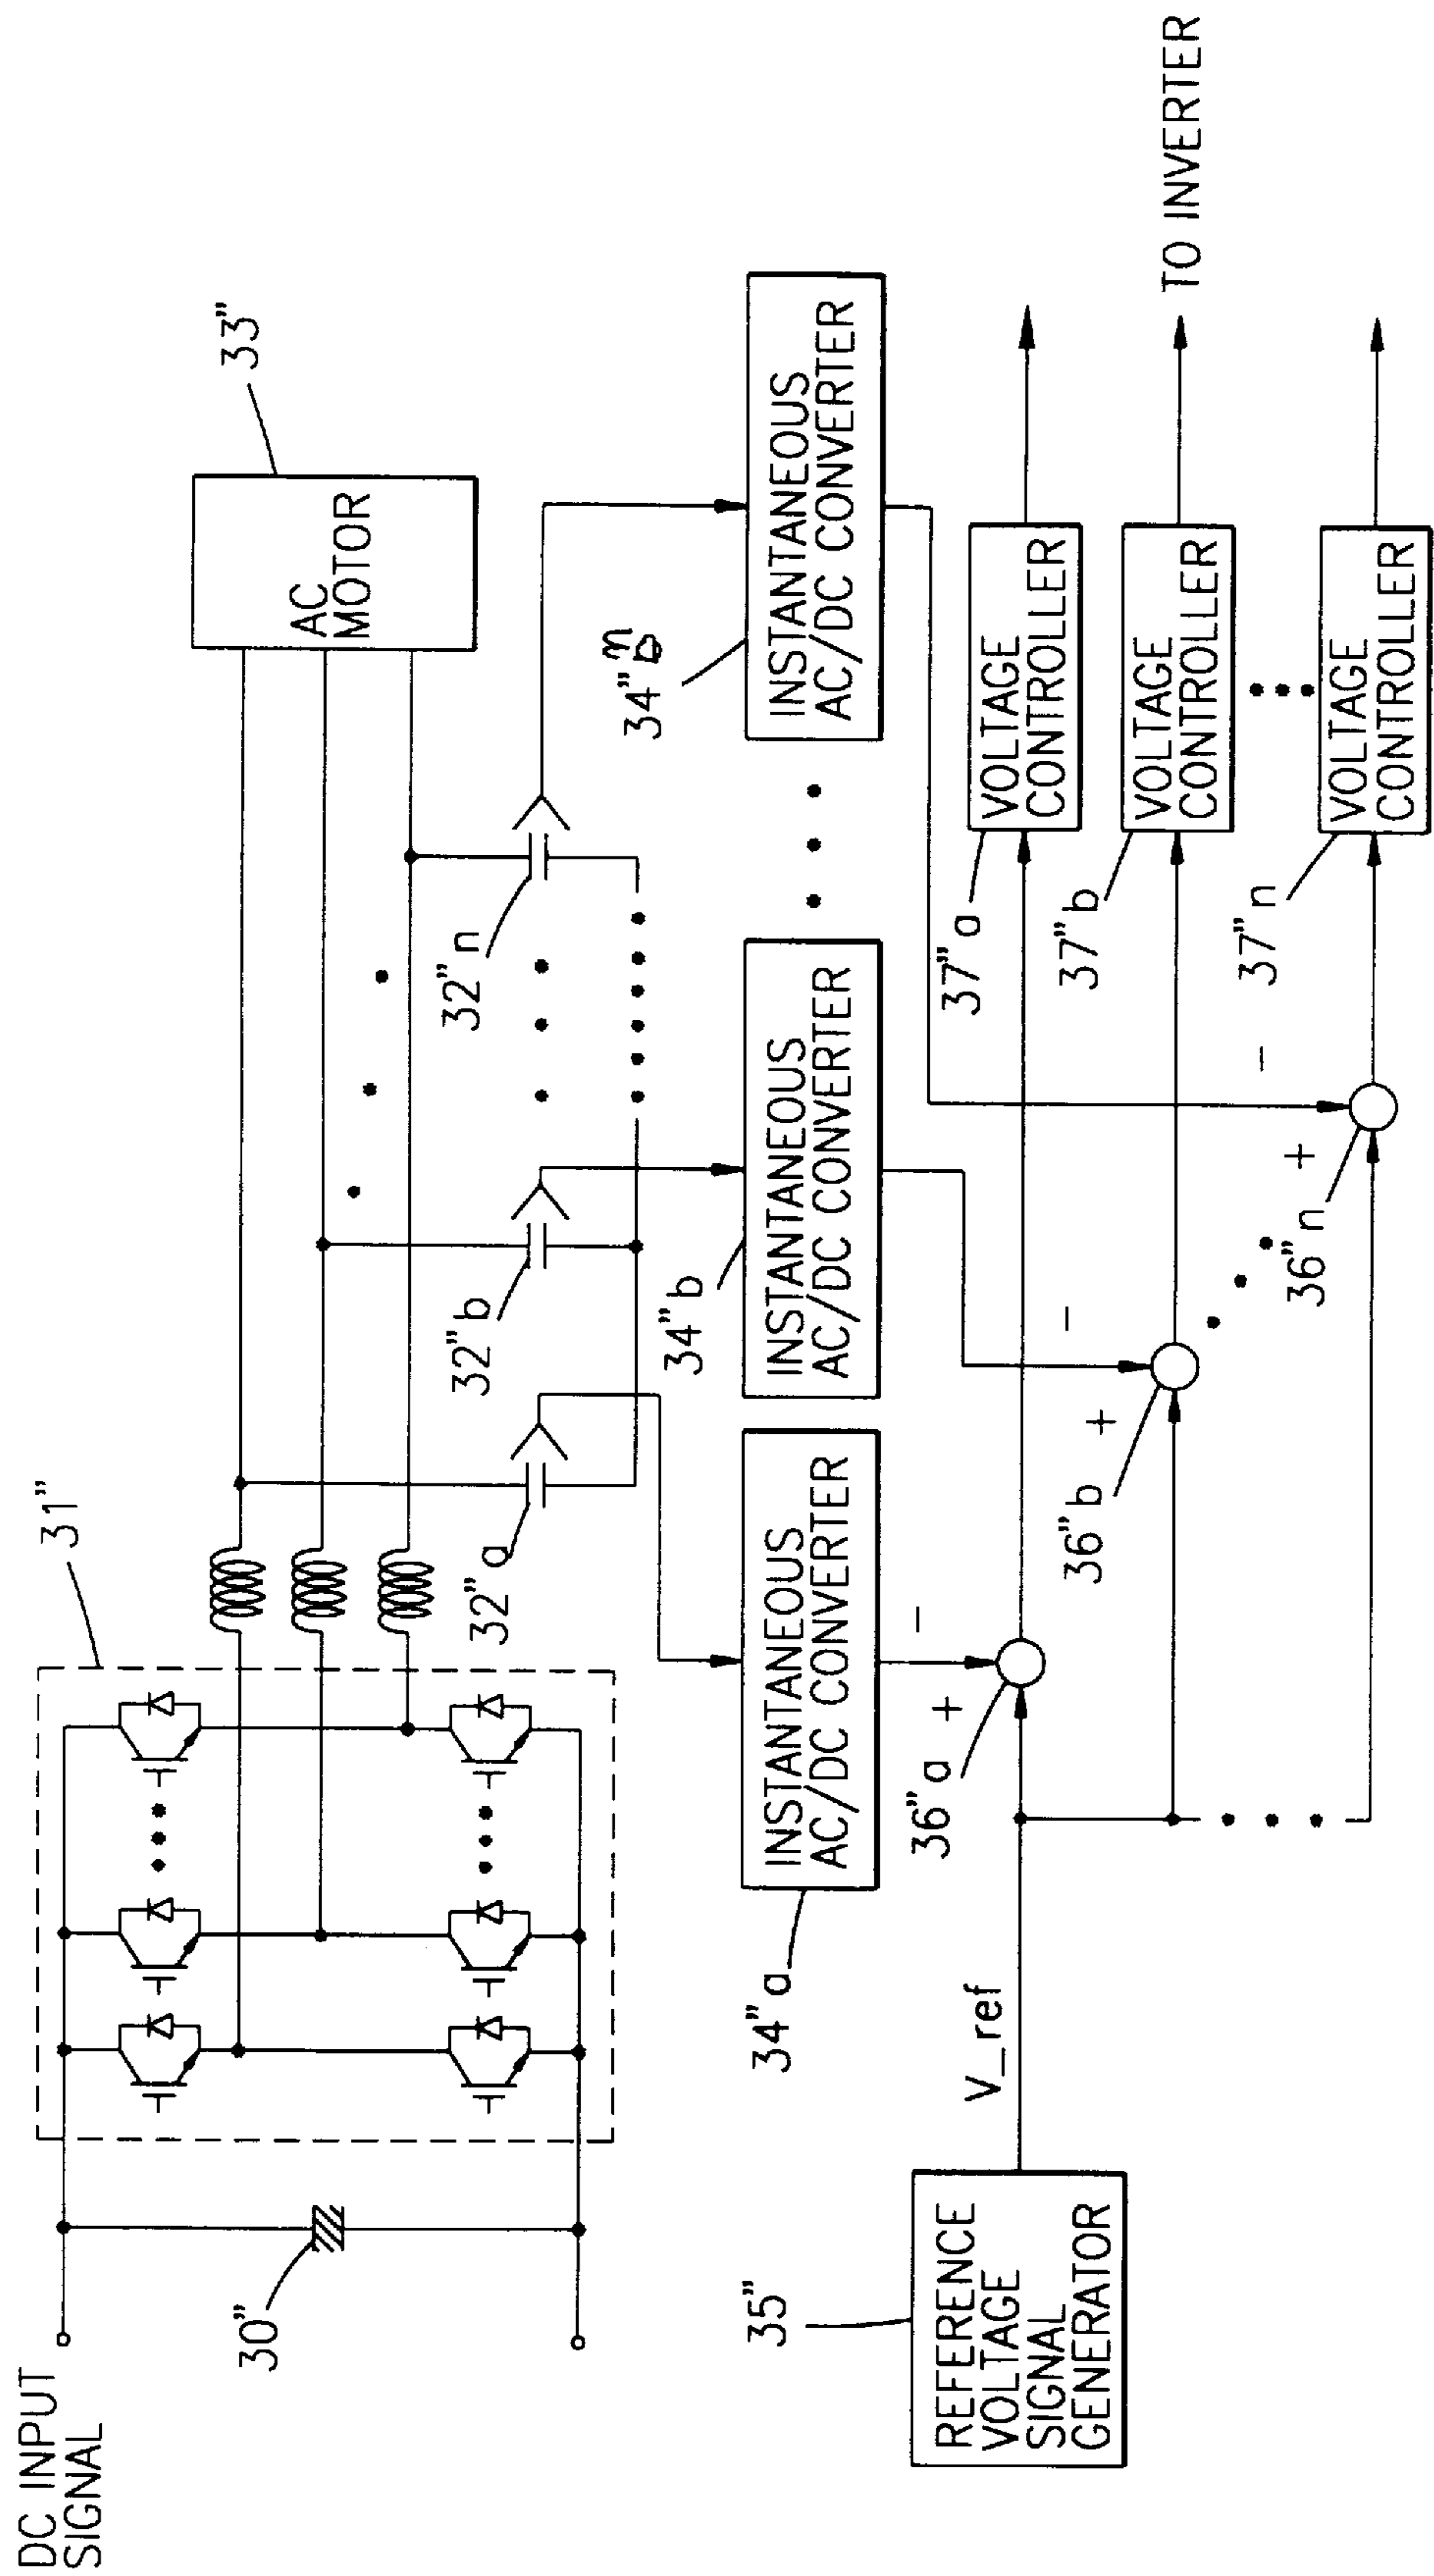 DC INPUT
SIGNAL
30"
31"
33"
AC
MOTOR
32" a
32" b
32" n
34" a
INSTANTANEOUS
AC/DC CONVERTER
34" b
INSTANTANEOUS
AC/DC CONVERTER
34" n
INSTANTANEOUS
AC/DC CONVERTER
35"
REFERENCE
VOLTAGE
SIGNAL
GENERATOR
V_ref
36" a
+
-
36" b
+
-
36" n
+
-
37" a
VOLTAGE
CONTROLLER
37" b
VOLTAGE
CONTROLLER
37" n
VOLTAGE
CONTROLLER
TO INVERTER